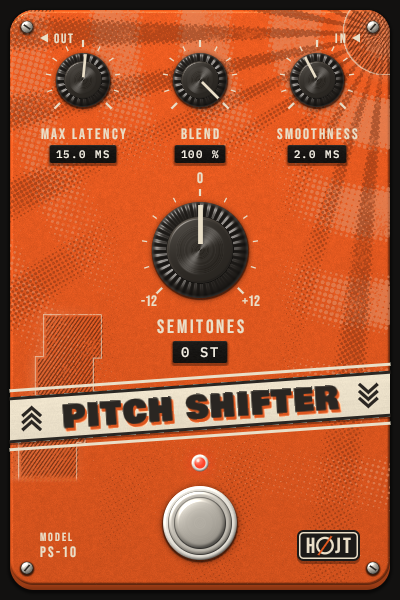 OUT
IN
MAX LATENCY
BLEND
SMOOTHNESS
15.0 MS
100 %
2.0 MS
0
-12
+12
SEMITONES
0 ST
PITCH SHIFTER
MODEL
PS-10
HØJT